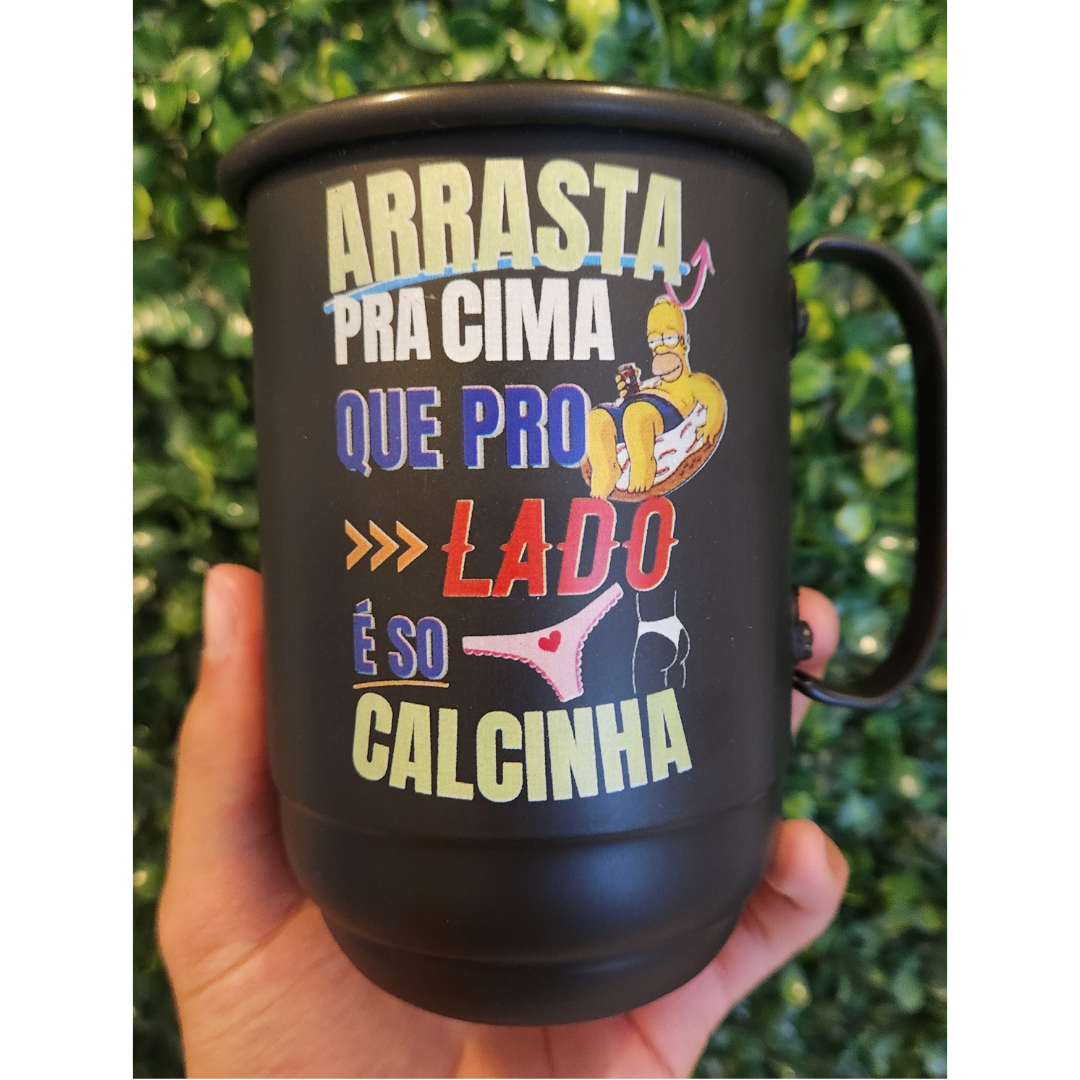 ARRASTA
PRA CIMA
QUE PRO
>>> LADO
É SO
CALCINHA